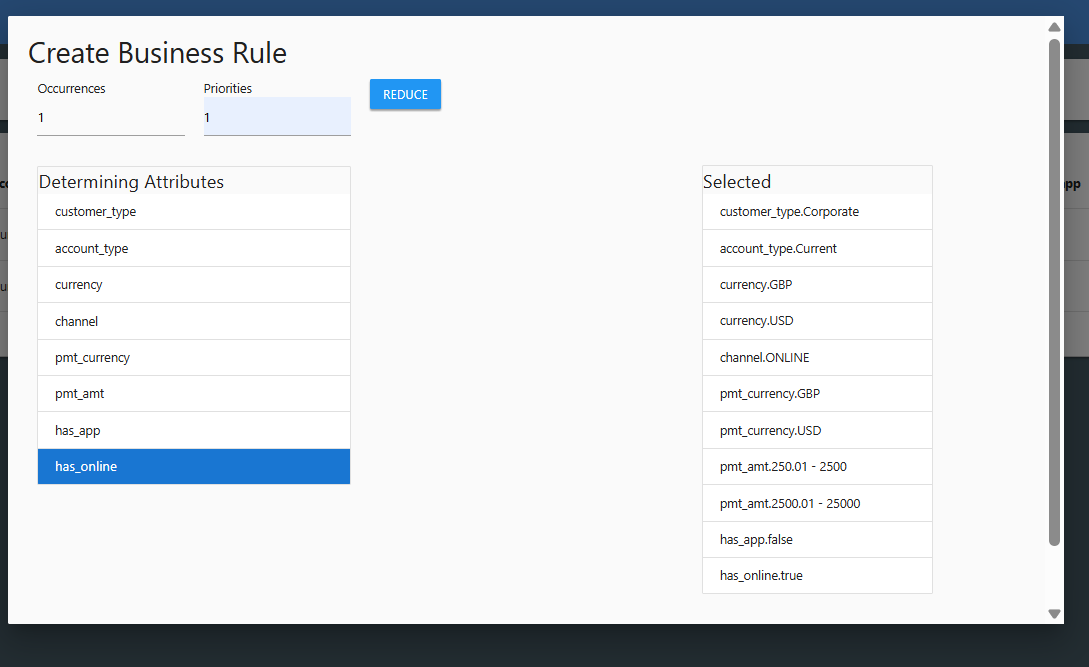 Create Business Rule
Occurrences
Priorities
1
1
REDUCE
Determining Attributes
customer_type
account_type
currency
channel
pmt_currency
pmt_amt
has_app
has_online
Selected
customer_type.Corporate
account_type.Current
currency.GBP
currency.USD
channel.ONLINE
pmt_currency.GBP
pmt_currency.USD
pmt_amt.250.01 - 2500
pmt_amt.2500.01 - 25000
has_app.false
has_online.true